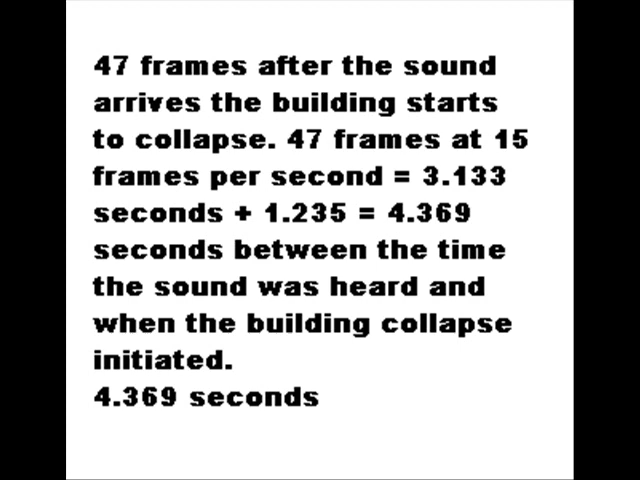 47 frames after the sound
arrives the building starts
to collapse. 47 frames at 15
frames per second = 3.133
seconds + 1.235 = 4.369
seconds between the time
the sound was heard and
when the building collapse
initiated.
4.369 seconds